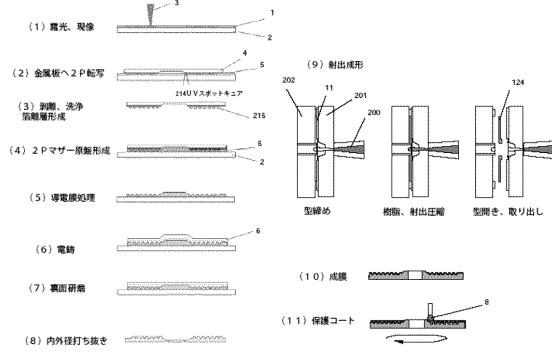 3
(1)露光、現像
1
2
4
(2)金属板へ2P転写
5
214UVスポットキュア
(3)剥離、洗浄
箔離層形成
215
(4)2Pマザー原盤形成
5
2
(5)導電膜処理
(6)電鋳
6
(7)裏面研磨
(8)内外径打ち抜き
(9)射出成形
202
11
201
124
200
型締め
樹脂、射出圧縮
型開き、取り出し
(10)成膜
(11)保護コート
8